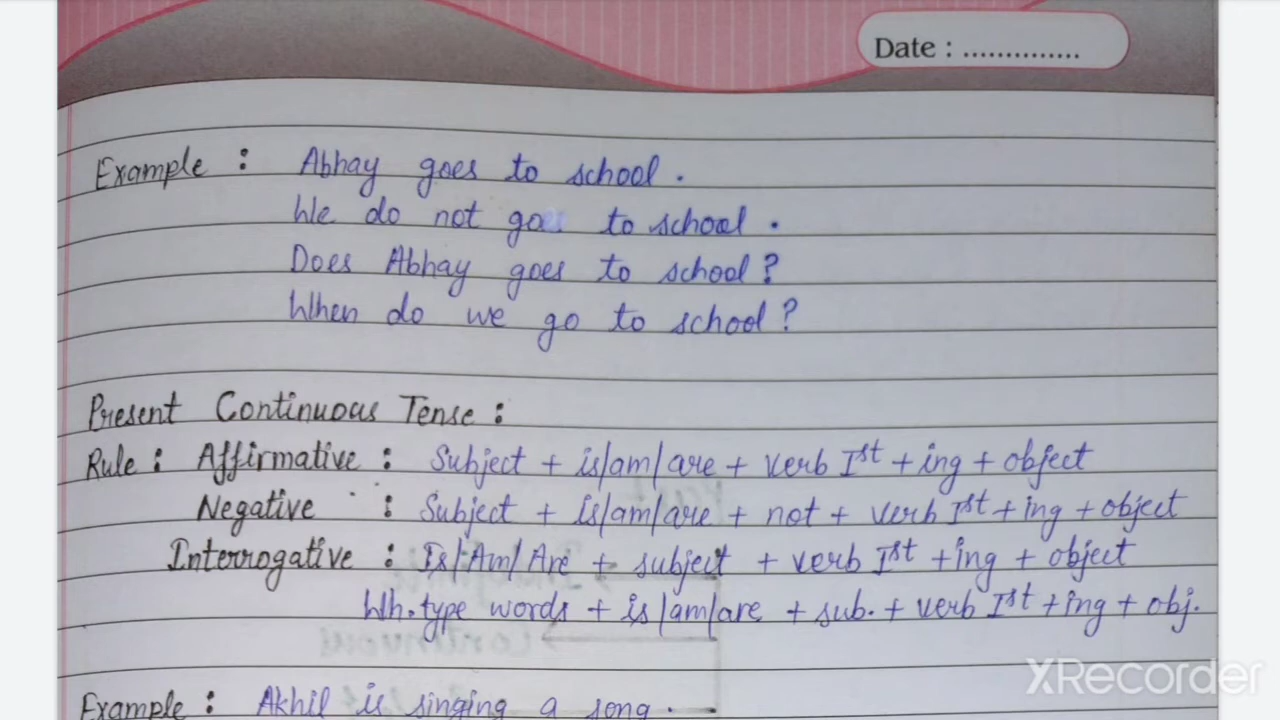 Date : ..............
Example : Abhay goes to school .
We do not go to school .
Does Abhay goes to school ?
When do we go to school ?
Present Continuous Tense :
Rule : Affirmative : Subject + is/am/are + verb Ist + ing + object
Negative : Subject + is/am/are + not + verb Ist + ing + object
Interrogative : Is/Am/Are + subject + verb Ist + ing + object
Wh. type words + is/am/are + sub. + verb Ist + ing + obj.
Example : Akhil is singing a song .
XRecorder